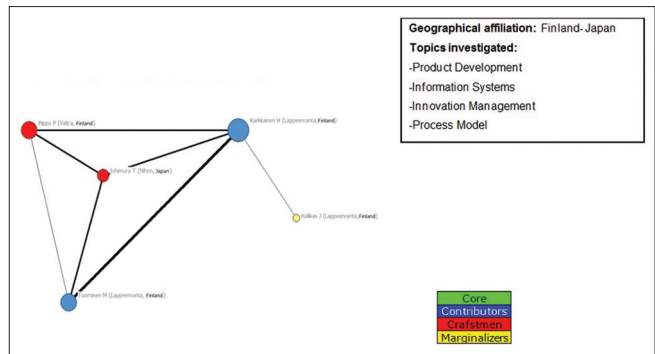 Geographical affiliation: Finland-Japan
Topics investigated:
-Product Development
-Information Systems
-Innovation Management
-Process Model
Pippo P (Valtra, Finland)
Karkkainen H (Lappeenranta, Finland)
Ichimura T (Nihon, Japan)
Hallikas J (Lappeenranta, Finland)
Tuominen M (Lappeenranta, Finland)
Core
Contributors
Crafstmen
Marginalizers